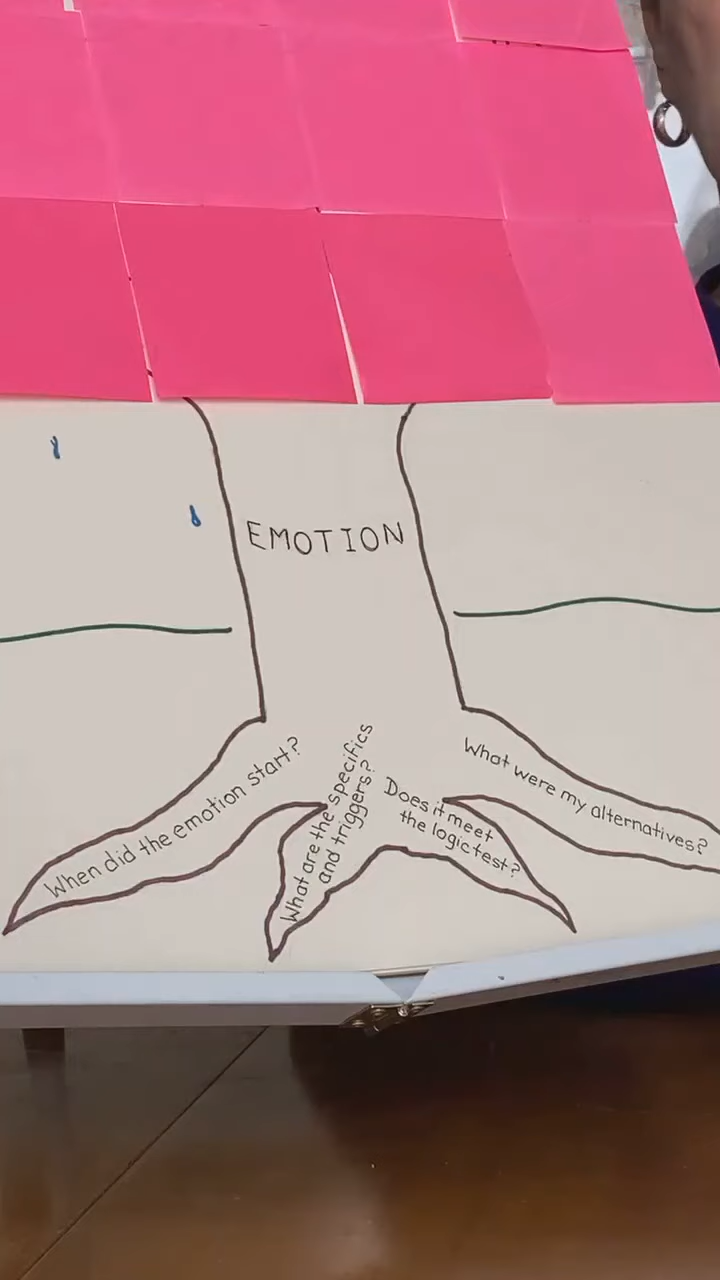 EMOTION
When did the emotion start?
What are the specifics
and triggers?
Does it meet
the logic test?
What were my alternatives?